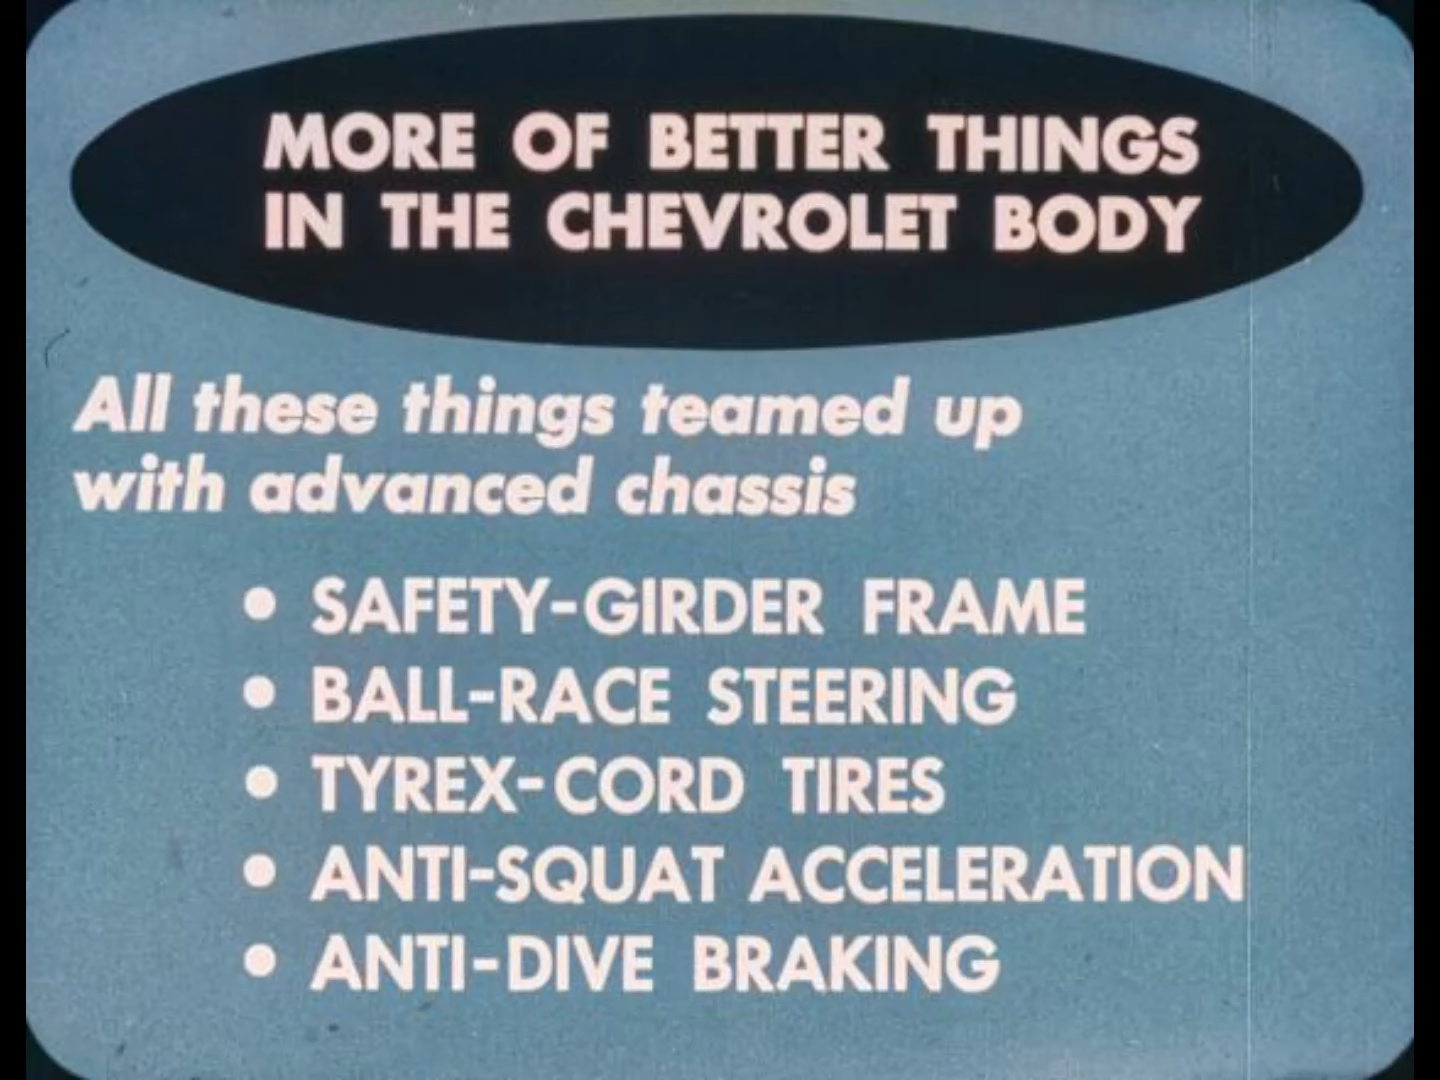 MORE OF BETTER THINGS
IN THE CHEVROLET BODY
All these things teamed up
with advanced chassis
• SAFETY-GIRDER FRAME
• BALL-RACE STEERING
• TYREX-CORD TIRES
• ANTI-SQUAT ACCELERATION
• ANTI-DIVE BRAKING